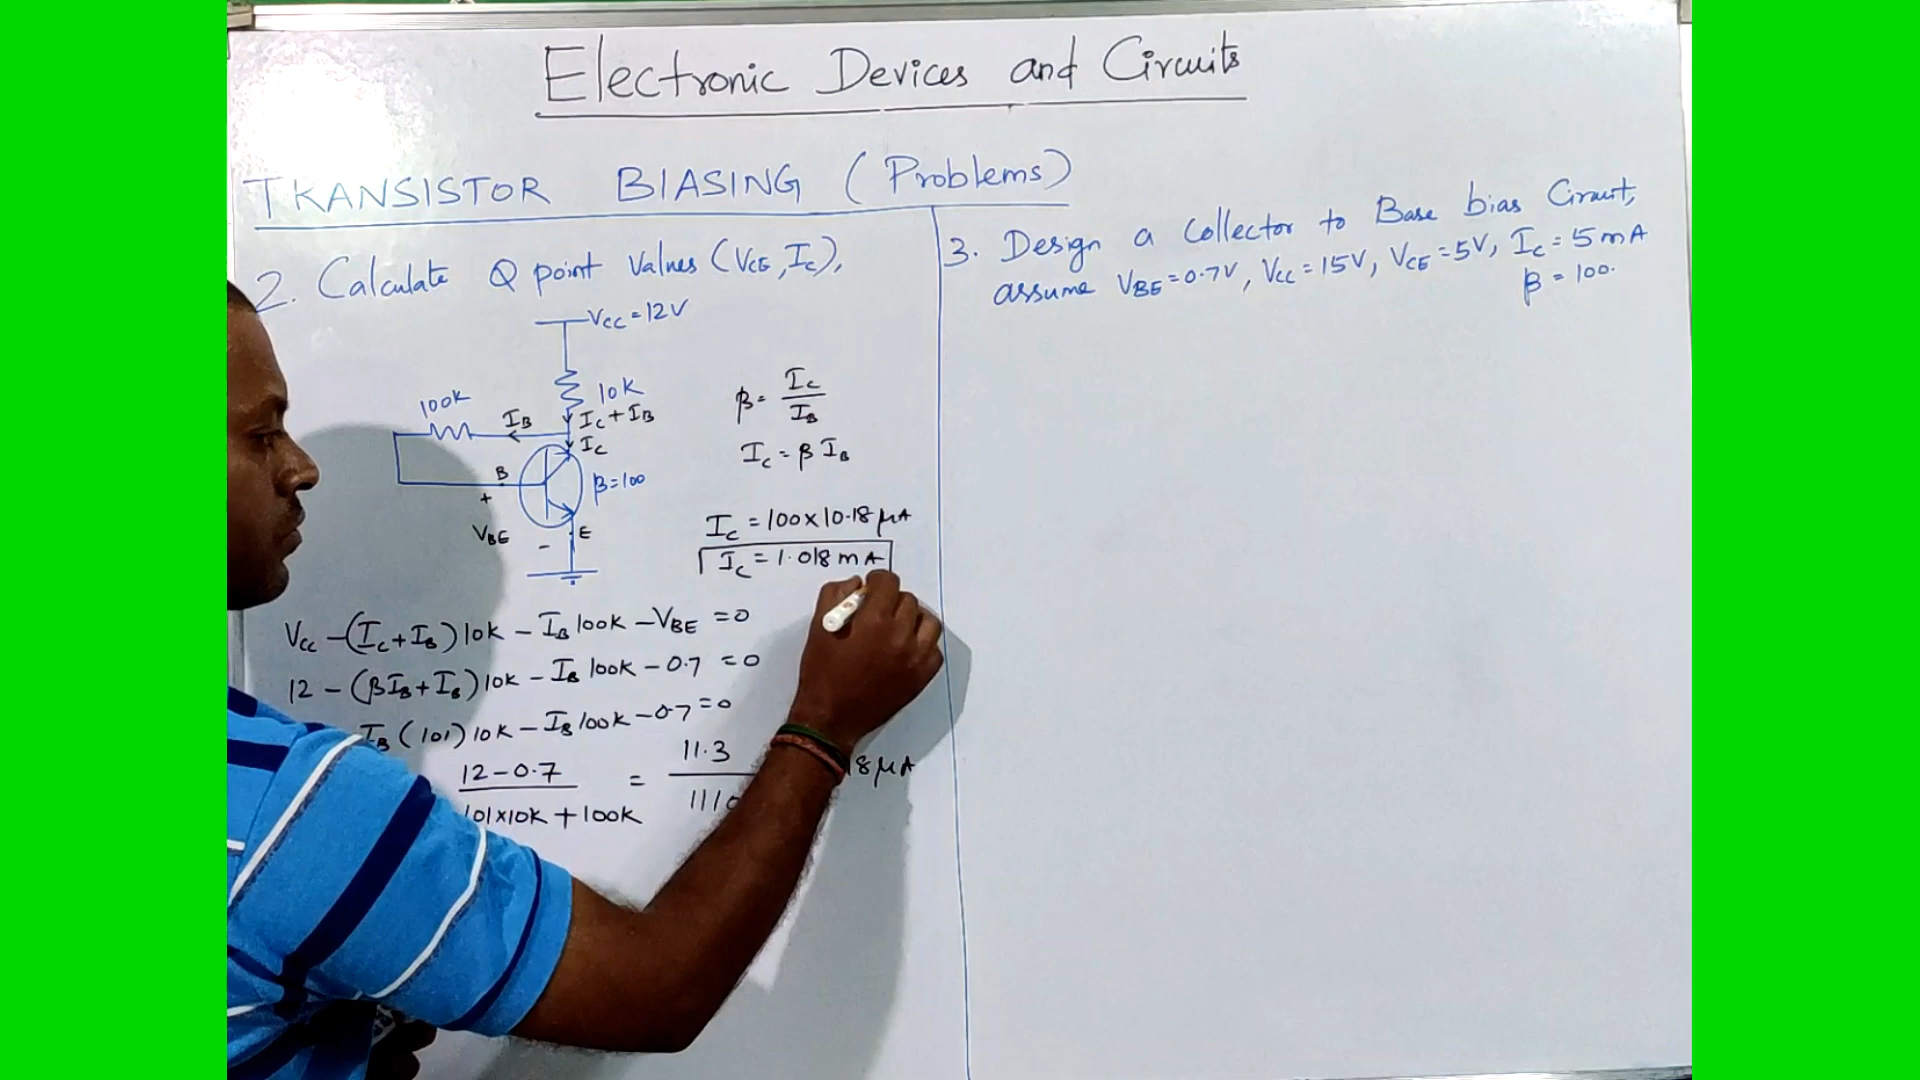 Electronic Devices and Circuits
TRANSISTOR BIASING (Problems)
2. Calculate Q point Values (VCE, Ic),
Vcc = 12V
10K
100K
IB
Ic + IB
Ic
B
β=100
+
VBE
E
-
β = Ic / IB
Ic = β IB
Ic = 100 x 10.18 μA
Ic = 1.018 m A
Vcc - (Ic + IB) 10K - IB 100K - VBE = 0
12 - (βIB + IB) 10K - IB 100K - 0.7 = 0
IB (101) 10K - IB 100K - 0.7 = 0
12 - 0.7 / 101x10K + 100K = 11.3 / 1110
8 μA
3. Design a Collector to Base bias Circuit,
assume VBE = 0.7V, Vcc = 15V, VCE = 5V, Ic = 5 mA
β = 100.